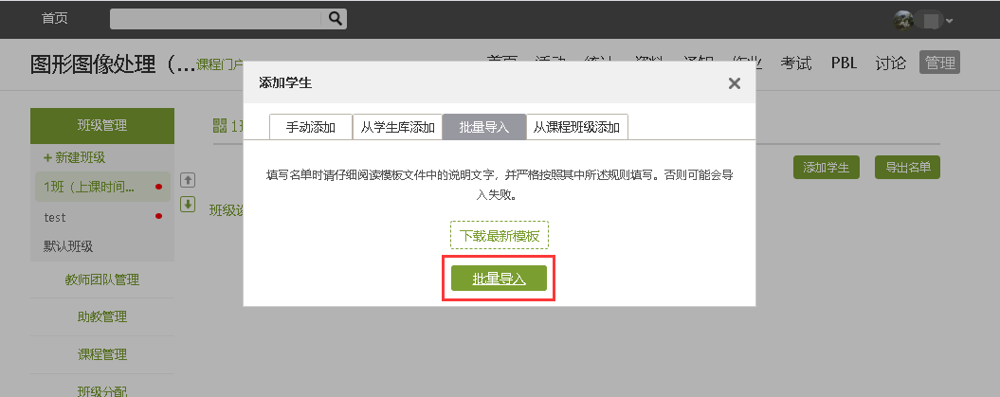 首页
图形图像处理（...
课程门户
首页 活动 统计 资料 通知 作业 考试 PBL 讨论 管理
班级管理
+ 新建班级
1班（上课时间...
test
默认班级
教师团队管理
助教管理
课程管理
班级分配
添加学生 导出名单
添加学生
手动添加 从学生库添加 批量导入 从课程班级添加
填写名单时请仔细阅读模板文件中的说明文字，并严格按照其中所述规则填写。否则可能会导
入失败。
下载最新模板
批量导入